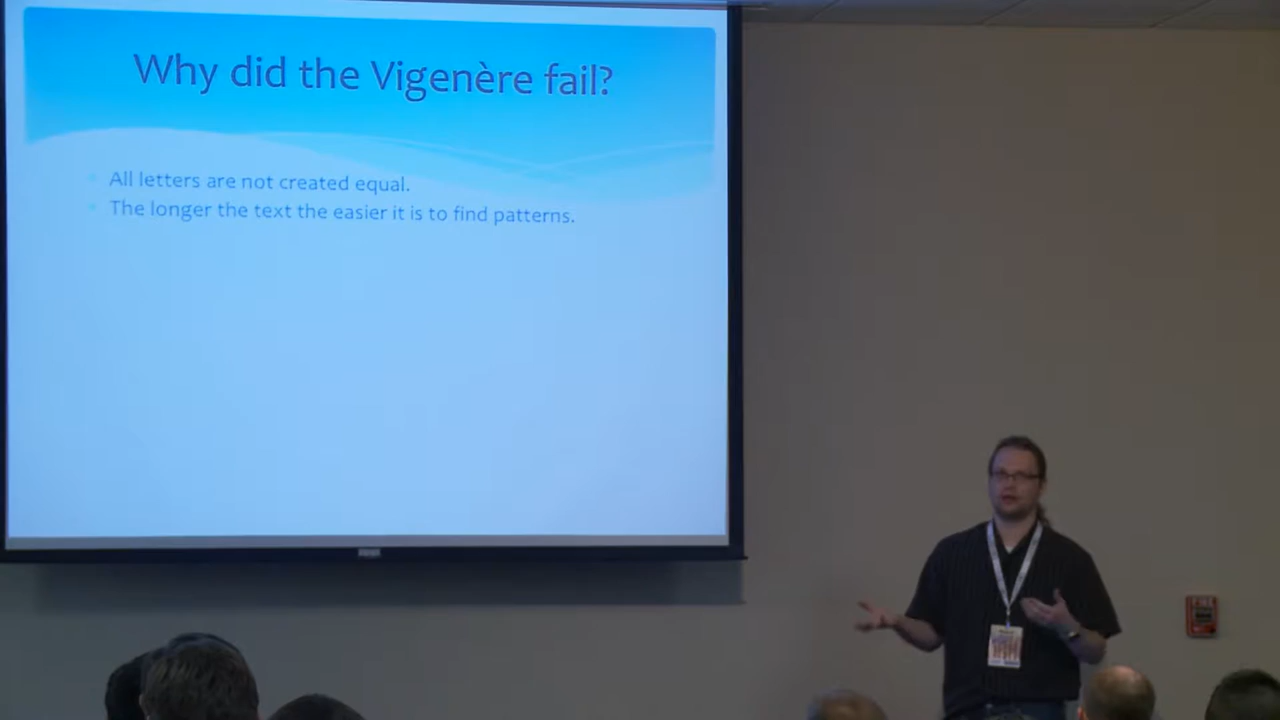 Why did the Vigenère fail?
All letters are not created equal.
The longer the text the easier it is to find patterns.